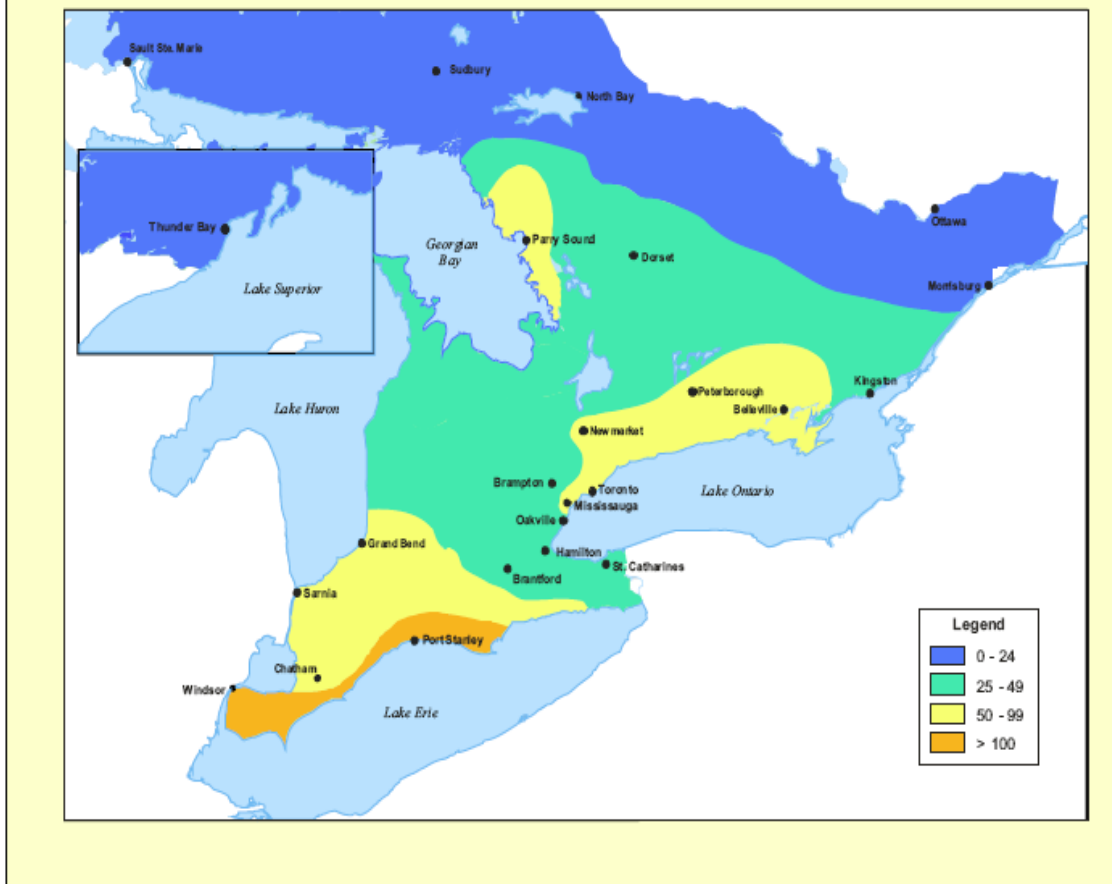 Sault Ste. Marie
Sudbury
North Bay
Thunder Bay
Ottawa
Georgian
Bay
Parry Sound
Dorset
Lake Superior
Morrisburg
Kingston
Peterborough
Lake Huron
Belleville
Newmarket
Brampton
Toronto
Lake Ontario
Mississauga
Oakville
Grand Bend
Hamilton
St. Catharines
Brantford
Sarnia
Legend
Port Stanley
0 - 24
Chatham
25 - 49
Windsor
Lake Erie
50 - 99
> 100